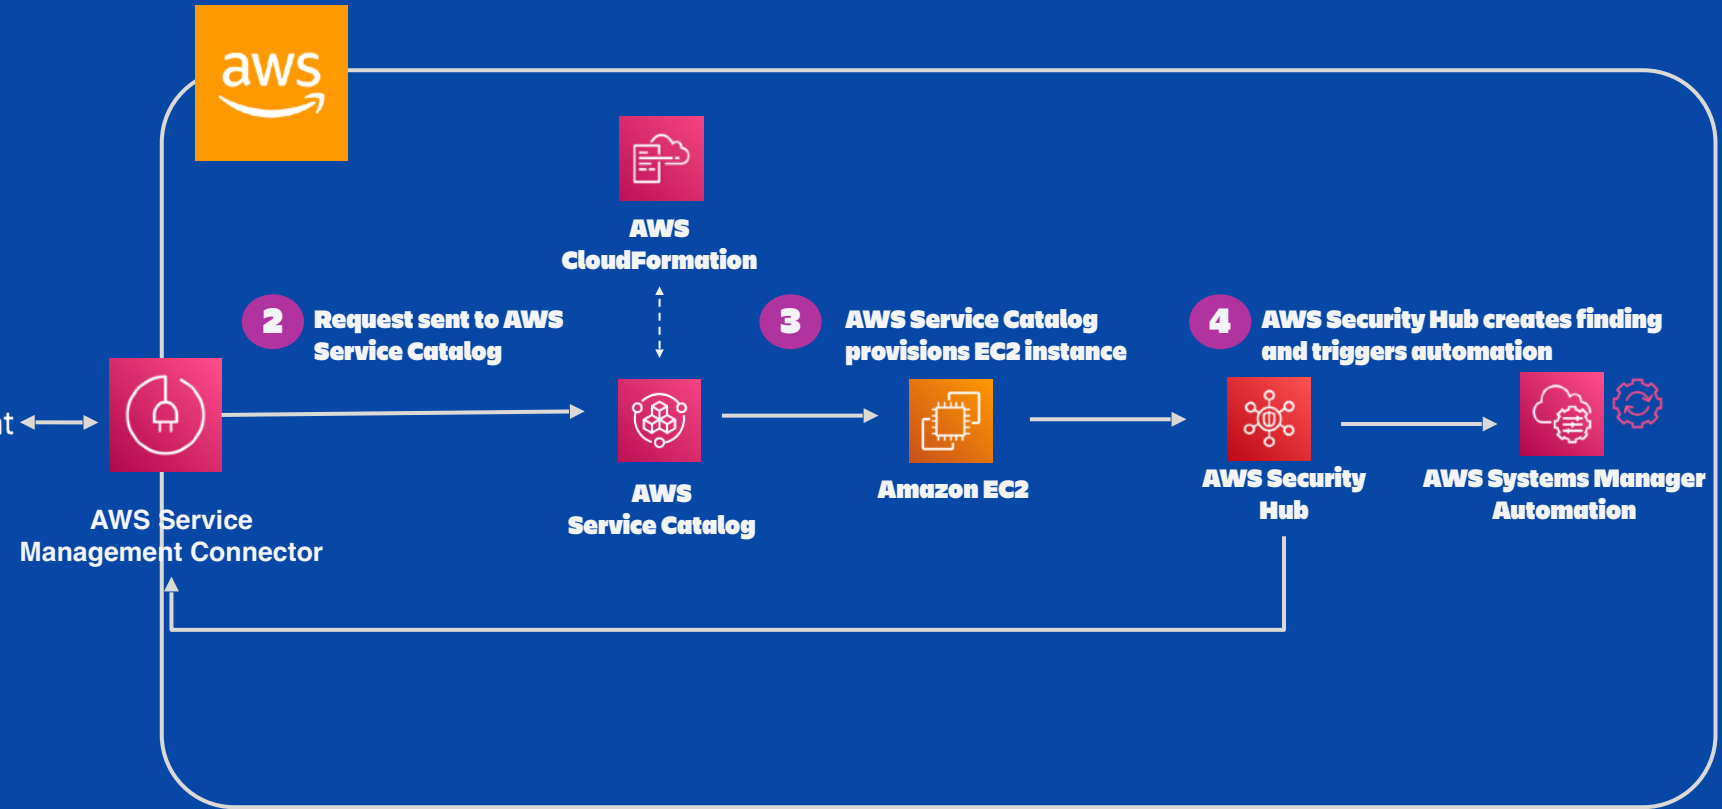 aws
AWS
CloudFormation
2
Request sent to AWS
Service Catalog
3
AWS Service Catalog
provisions EC2 instance
4
AWS Security Hub creates finding
and triggers automation
AWS Service
Management Connector
AWS
Service Catalog
Amazon EC2
AWS Security
Hub
AWS Systems Manager
Automation